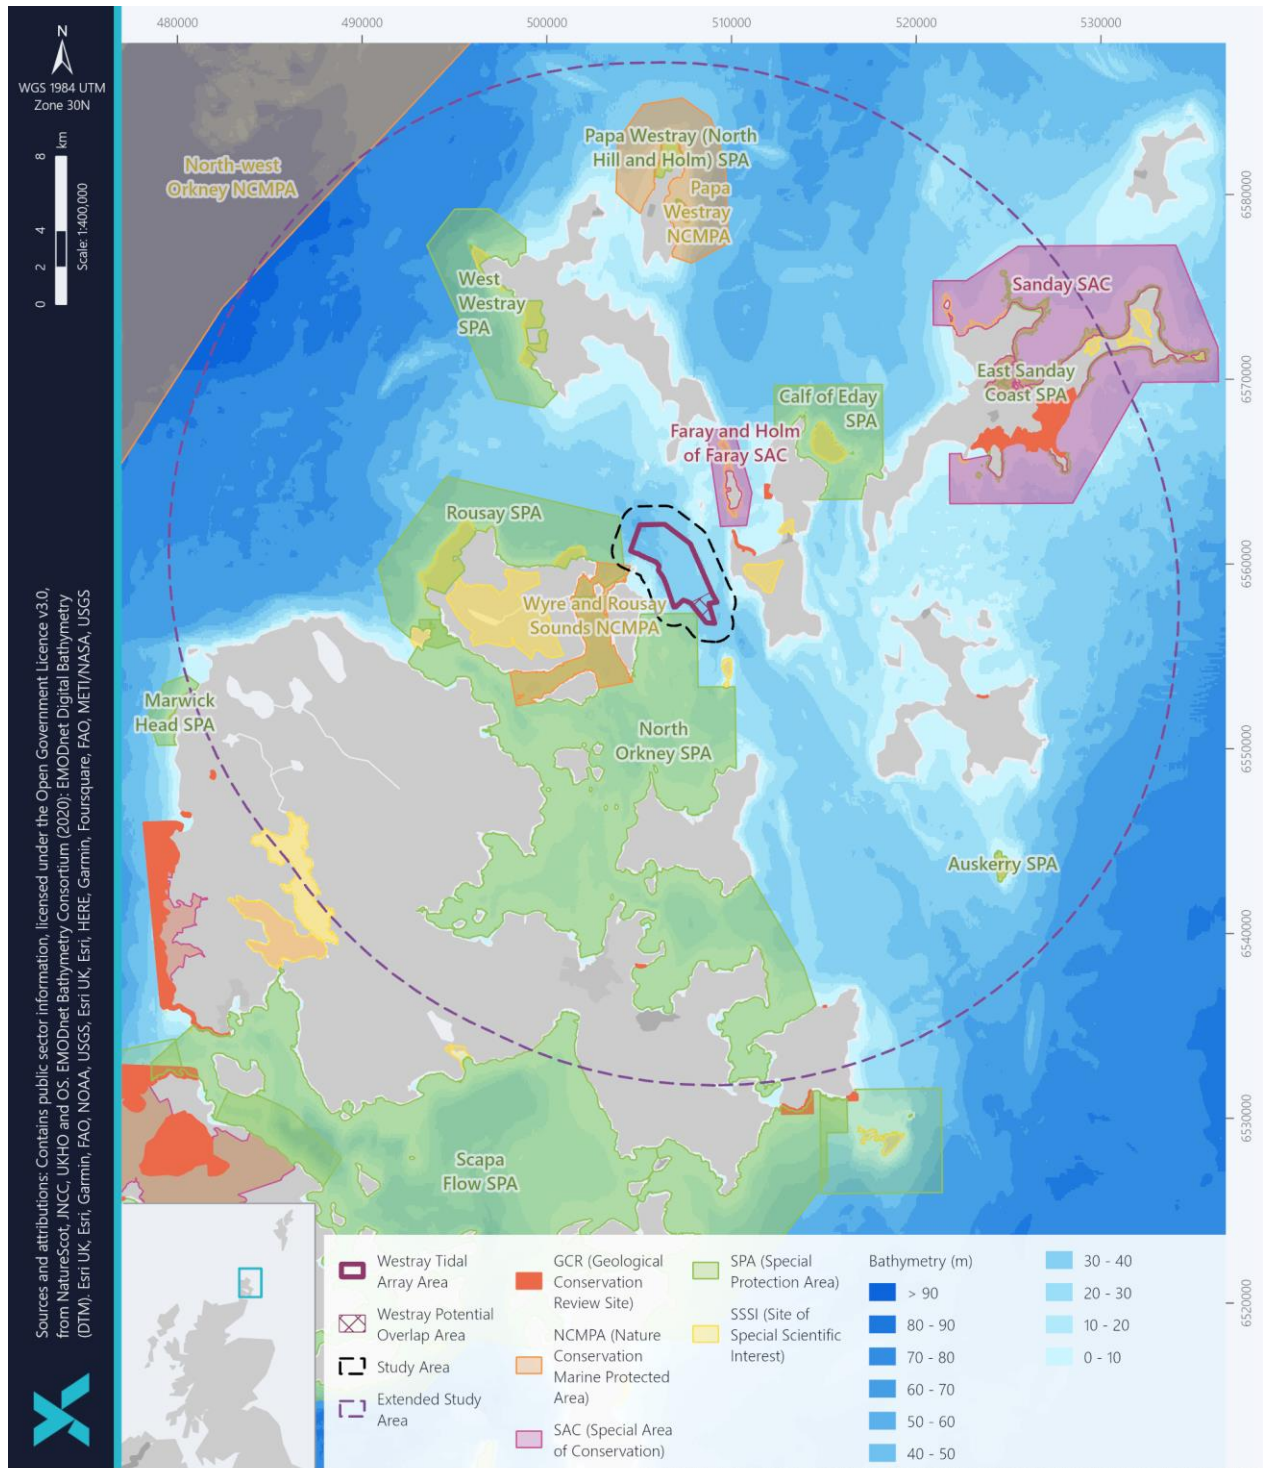 480000
490000
500000
510000
520000
530000
N
WGS 1984 UTM
Zone 30N
km
0
2
4
8
Scale: 1:400,000
Sources and attributions: Contains public sector information, licensed under the Open Government Licence v3.0,
from NatureScot, JNCC, UKHO and OS. EMODnet Bathymetry Consortium (2020): EMODnet Digital Bathymetry
(DTM). Esri UK, Esri, Garmin, FAO, NOAA, USGS, Esri UK, Esri, HERE, Garmin, Foursquare, FAO, METI/NASA, USGS
North-west
Orkney NCMPA
Papa Westray (North
Hill and Holm) SPA
Papa
Westray
NCMPA
West
Westray
SPA
Sanday SAC
East Sanday
Coast SPA
Calf of Eday
SPA
Faray and Holm
of Faray SAC
Rousay SPA
Wyre and Rousay
Sounds NCMPA
Marwick
Head SPA
North
Orkney SPA
Auskerry SPA
Scapa
Flow SPA
6580000
6570000
6560000
6550000
6540000
6530000
6520000
Westray Tidal
Array Area
Westray Potential
Overlap Area
Study Area
Extended Study
Area
GCR (Geological
Conservation
Review Site)
NCMPA (Nature
Conservation
Marine Protected
Area)
SAC (Special Area
of Conservation)
SPA (Special
Protection Area)
SSSI (Site of
Special Scientific
Interest)
Bathymetry (m)
> 90
80 - 90
70 - 80
60 - 70
50 - 60
40 - 50
30 - 40
20 - 30
10 - 20
0 - 10